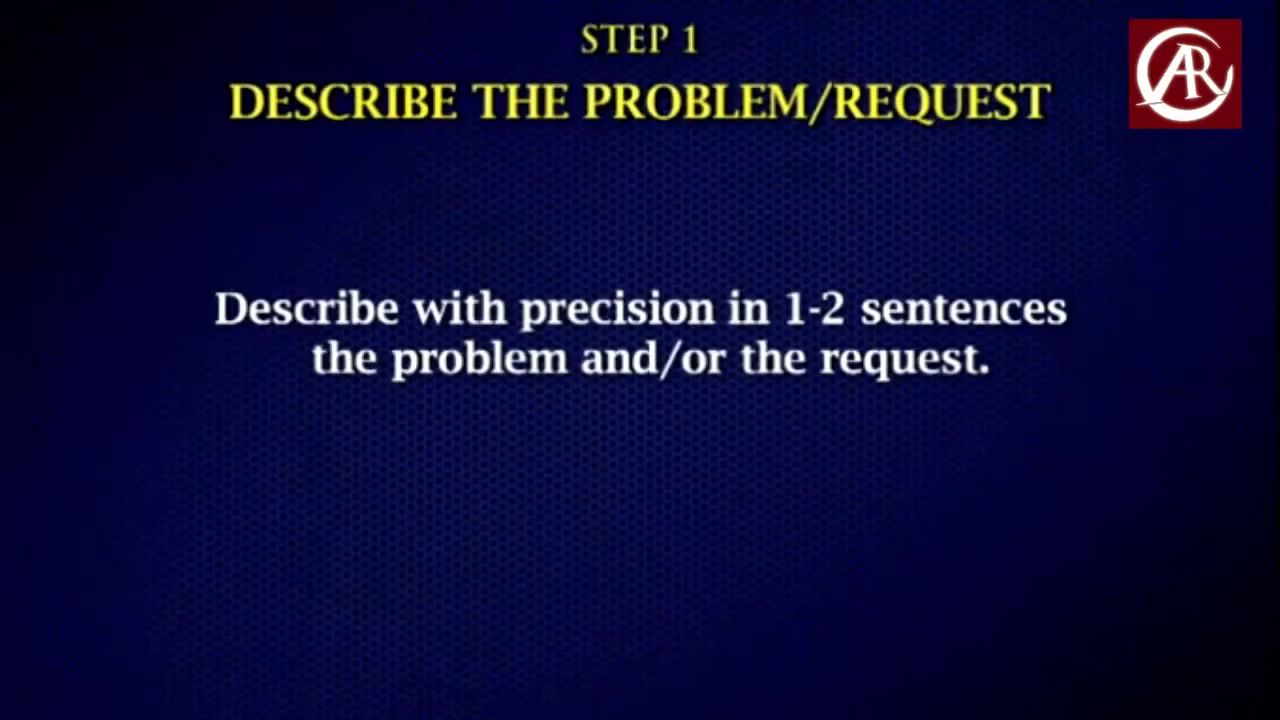 STEP 1
DESCRIBE THE PROBLEM/REQUEST
Describe with precision in 1-2 sentences
the problem and/or the request.